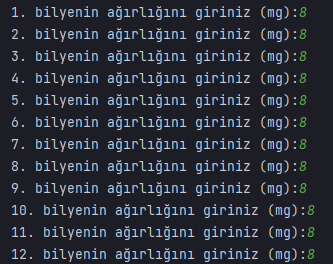 1. bilyenin ağırlığını giriniz (mg):8
2. bilyenin ağırlığını giriniz (mg):8
3. bilyenin ağırlığını giriniz (mg):8
4. bilyenin ağırlığını giriniz (mg):8
5. bilyenin ağırlığını giriniz (mg):8
6. bilyenin ağırlığını giriniz (mg):8
7. bilyenin ağırlığını giriniz (mg):8
8. bilyenin ağırlığını giriniz (mg):8
9. bilyenin ağırlığını giriniz (mg):8
10. bilyenin ağırlığını giriniz (mg):8
11. bilyenin ağırlığını giriniz (mg):8
12. bilyenin ağırlığını giriniz (mg):8